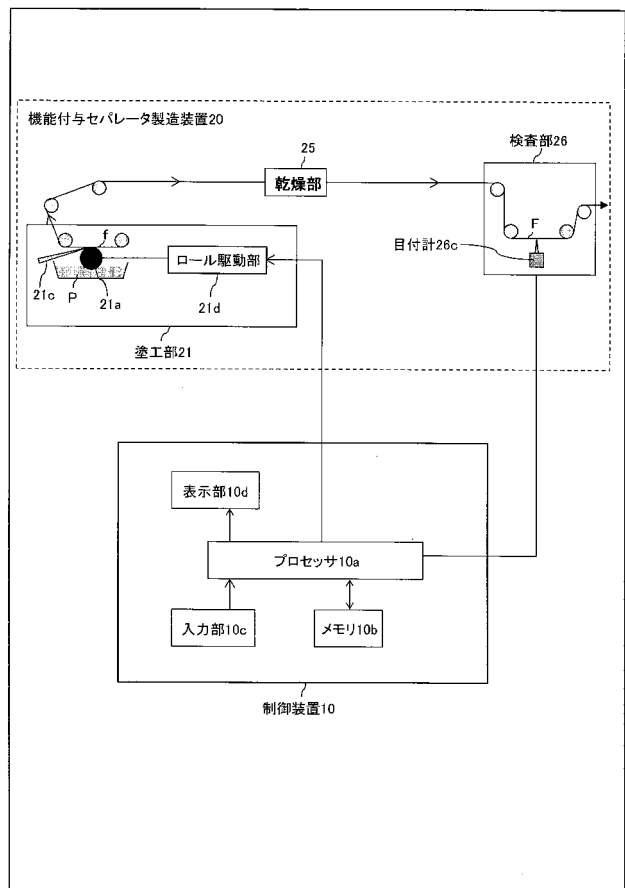 機能付与セパレータ製造装置20
検査部26
25
乾燥部
f
F
目付計26c
ロール駆動部
21c
P
21a
21d
塗工部21
表示部10d
プロセッサ10a
入力部10c
メモリ10b
制御装置10